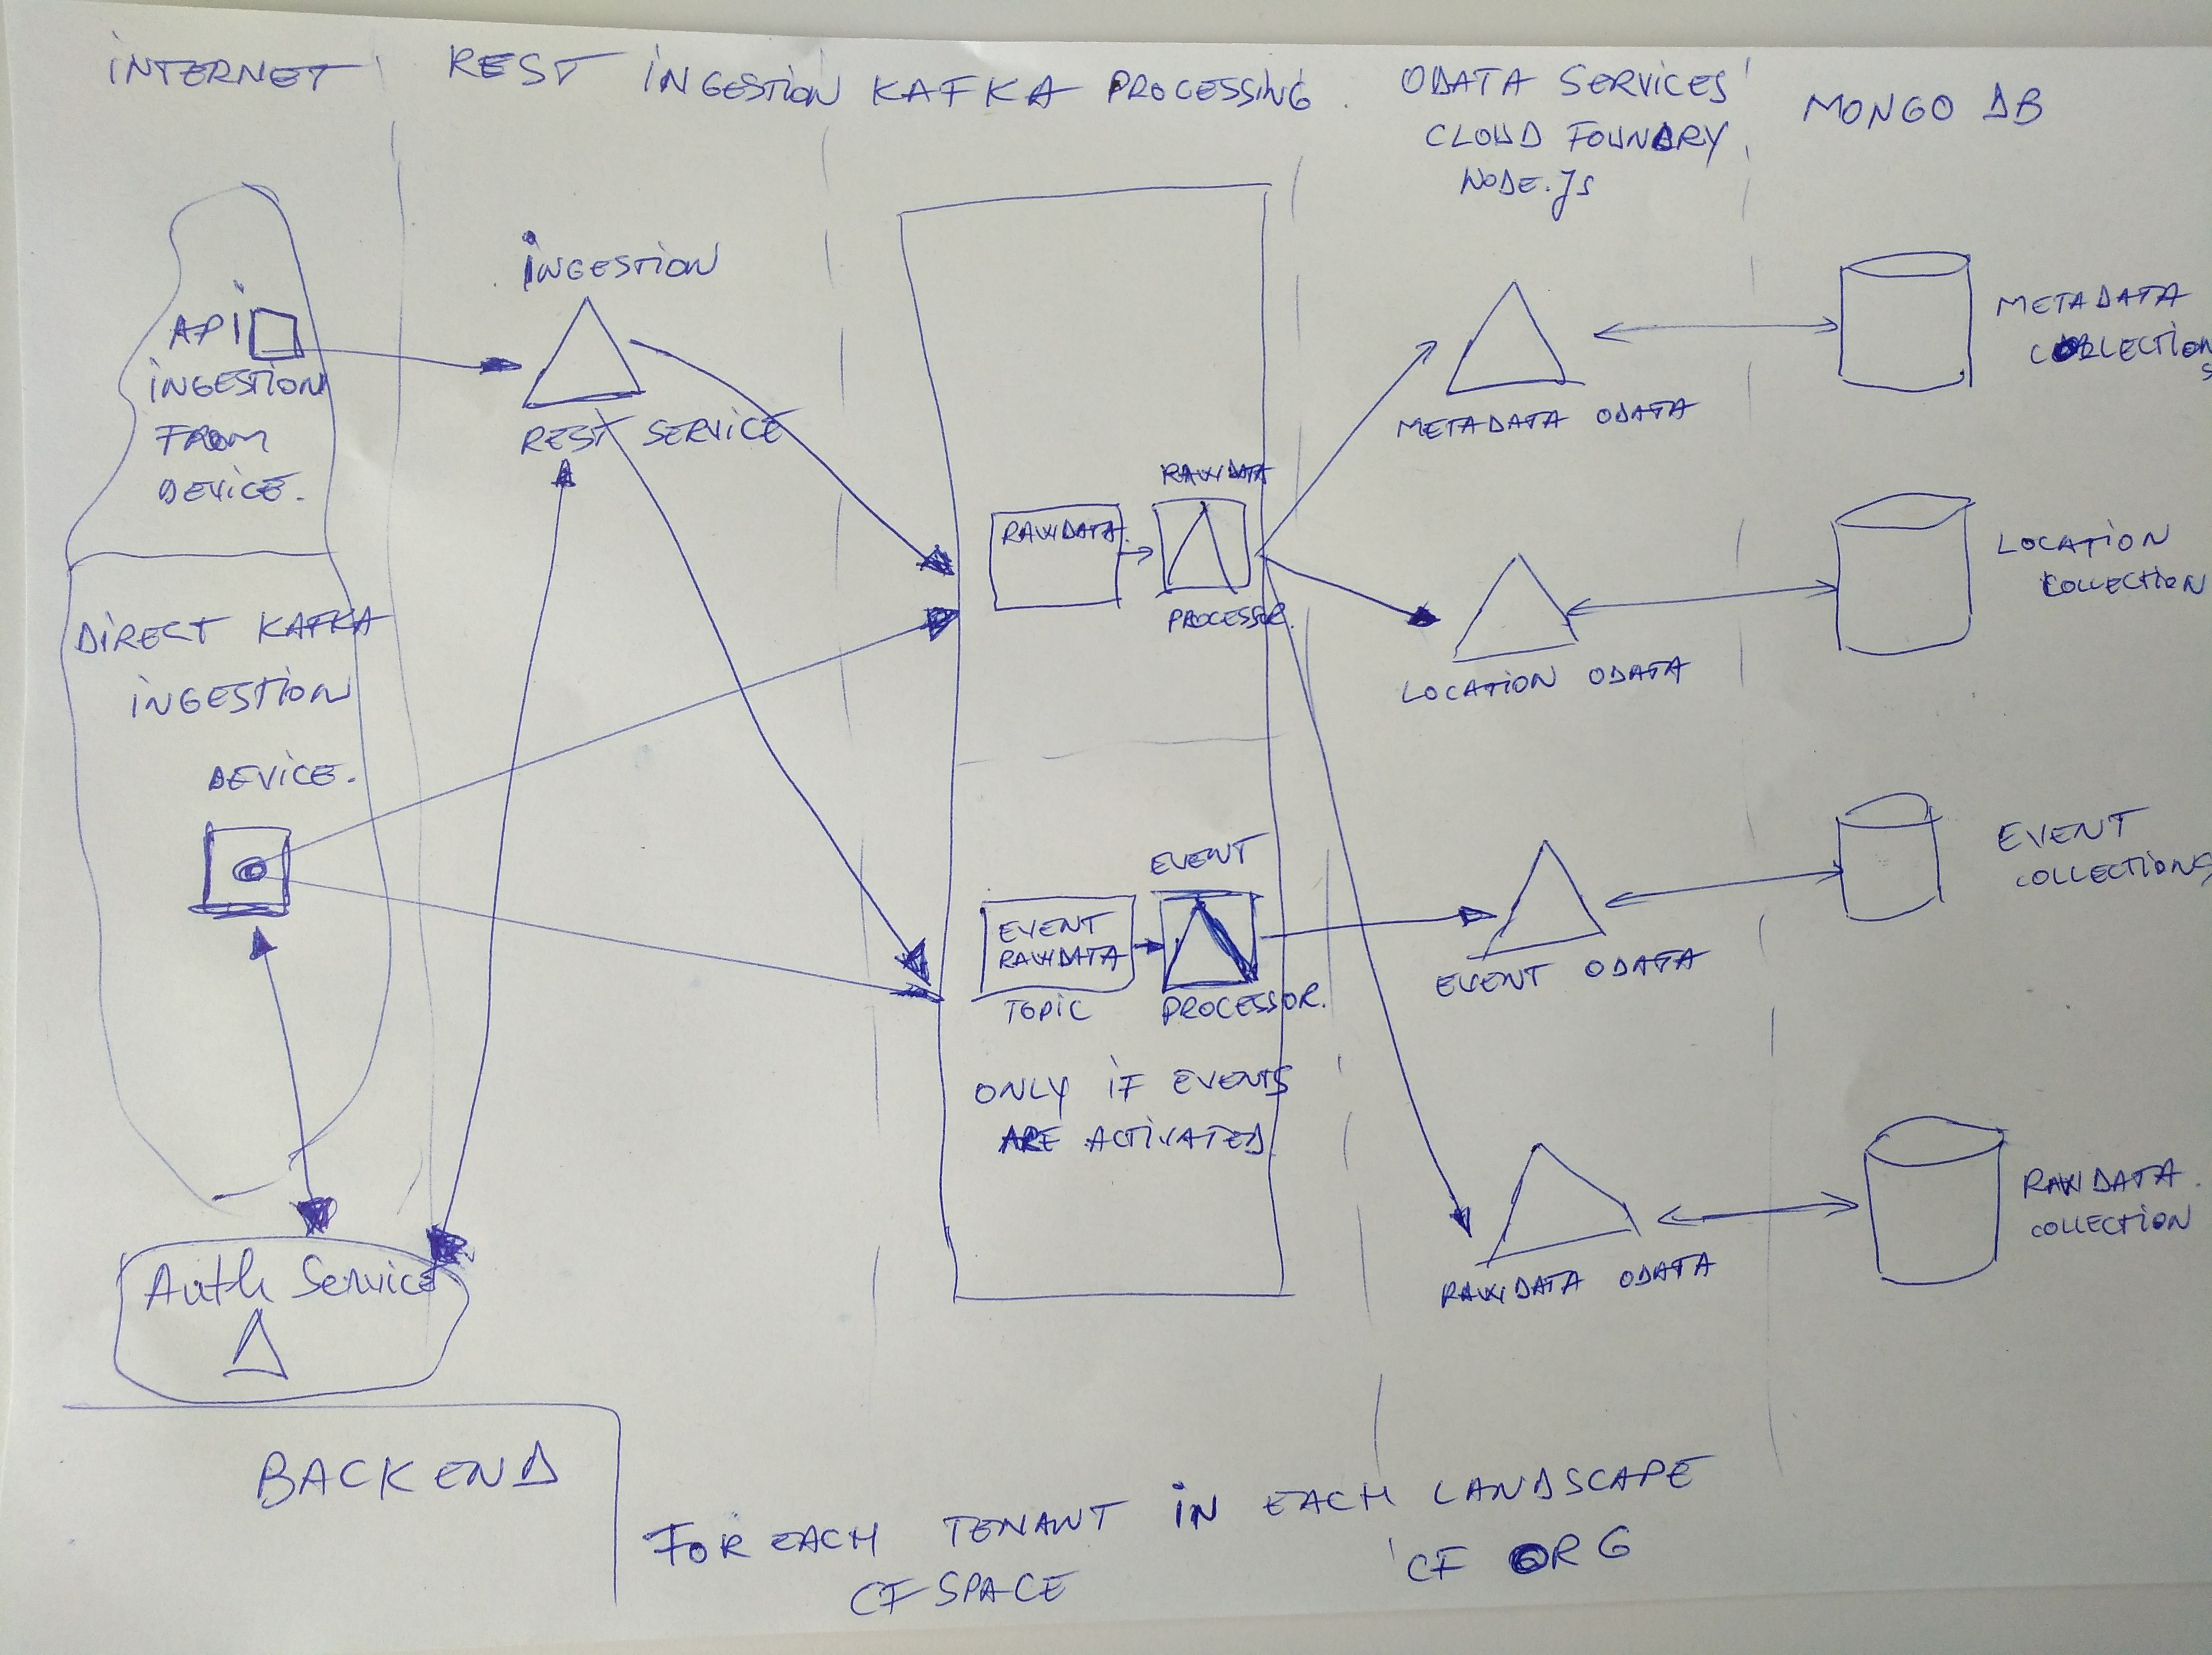 INTERNET
REST INGESTION
KAFKA PROCESSING
ODATA SERVICES
CLOUD FOUNDRY
NODE.JS
MONGO DB
API
INGESTION
FROM
DEVICE.
DIRECT KAFKA
INGESTION
DEVICE.
Auth Service
BACKEND
INGESTION
REST SERVICE
RAWDATA
RAWDATA
PROCESSOR.
EVENT
RAWDATA
TOPIC
EVENT
PROCESSOR.
ONLY IF EVENTS
ARE ACTIVATED
METADATA ODATA
LOCATION ODATA
EVENT ODATA
RAWDATA ODATA
METADATA
COLLECTIONS
LOCATION
COLLECTION
EVENT
COLLECTIONS
RAWDATA
COLLECTION
FOR EACH TENANT IN EACH LANDSCAPE
CF SPACE
CF ORG